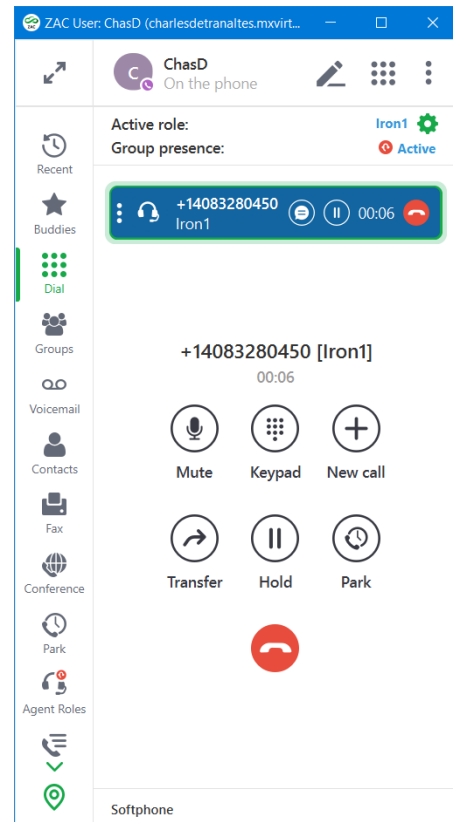 ZAC User: ChasD (charlesdetranaltes.mxvirt...
C
ChasD
On the phone
Active role:
Iron1
Group presence:
Active
Recent
Buddies
Dial
Groups
Voicemail
Contacts
Fax
Conference
Park
Agent Roles
+14083280450
Iron1
00:06
+14083280450 [Iron1]
00:06
Mute
Keypad
New call
Transfer
Hold
Park
Softphone